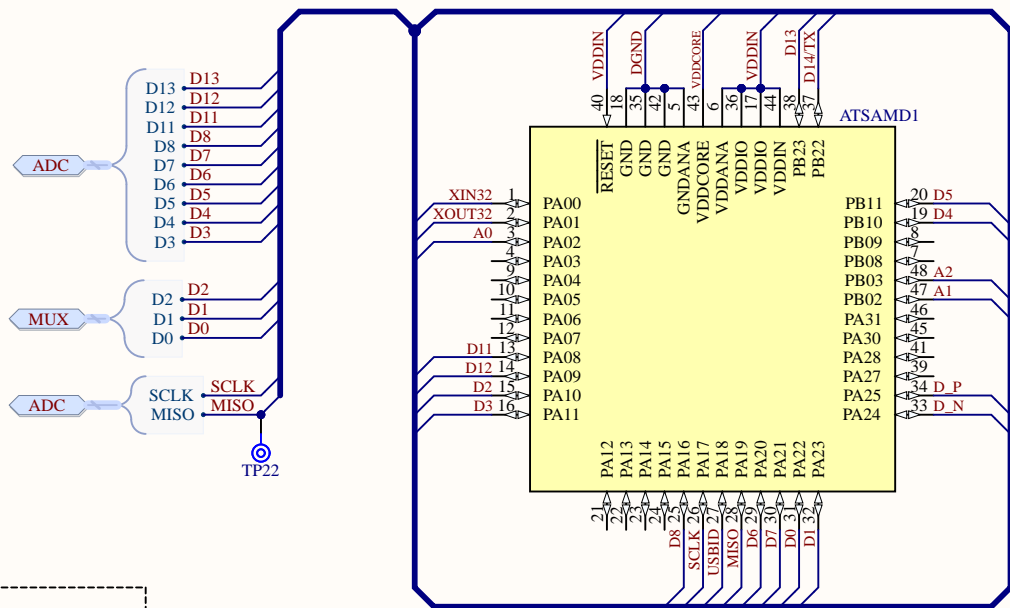 ADC
D13 D13
D12 D12
D11 D11
D8 D8
D7 D7
D6 D6
D5 D5
D4 D4
D3 D3
MUX
D2 D2
D1 D1
D0 D0
ADC
SCLK SCLK
MISO MISO
TP22
VDDIN
DGND
VDDCORE
VDDIN
D13
D14/TX
40
18
35
42
5
43
6
36
17
44
38
37
ATSAMD1
RESET
GND
GND
GND
GNDANA
VDDCORE
VDDANA
VDDIO
VDDIO
VDDIN
PB23
PB22
XIN32 1 PA00
XOUT32 2 PA01
A0 3 PA02
4 PA03
9 PA04
10 PA05
11 PA06
12 PA07
D11 13 PA08
D12 14 PA09
D2 15 PA10
D3 16 PA11
PB11 20 D5
PB10 19 D4
PB09 8
PB08 7
PB03 48 A2
PB02 47 A1
PA31 46
PA30 45
PA28 41
PA27 39
PA25 34 D_P
PA24 33 D_N
PA12
PA13
PA14
PA15
PA16
PA17
PA18
PA19
PA20
PA21
PA22
PA23
21
22
23
24
D8 25
SCLK 26
USBID 27
MISO 28
D6 29
D7 30
D0 31
D1 32